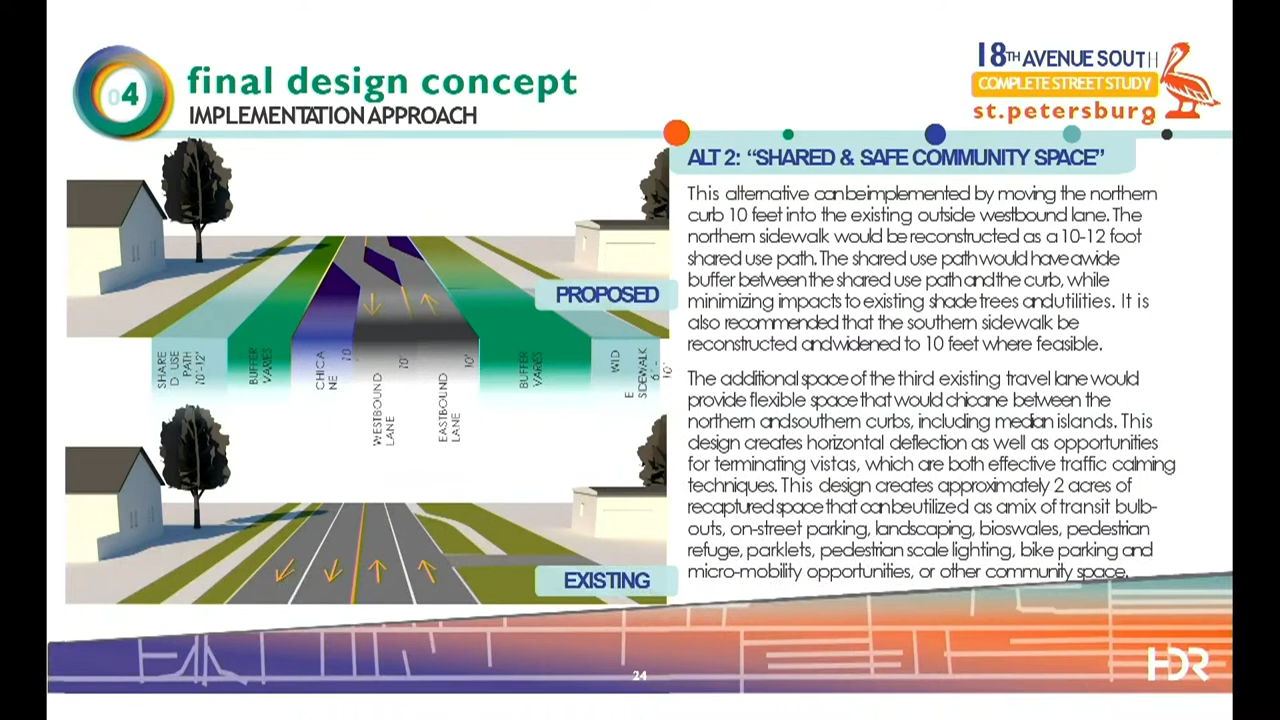 04
final design concept
IMPLEMENTATION APPROACH
18TH AVENUE SOUTH
COMPLETE STREET STUDY
st.petersburg
ALT 2: “SHARED & SAFE COMMUNITY SPACE”
This alternative can be implemented by moving the northern
curb 10 feet into the existing outside westbound lane. The
northern sidewalk would be reconstructed as a 10-12 foot
shared use path. The shared use path would have a wide
buffer between the shared use path and the curb, while
minimizing impacts to existing shade trees and utilities. It is
also recommended that the southern sidewalk be
reconstructed and widened to 10 feet where feasible.
The additional space of the third existing travel lane would
provide flexible space that would chicane between the
northern and southern curbs, including median islands. This
design creates horizontal deflection as well as opportunities
for terminating vistas, which are both effective traffic calming
techniques. This design creates approximately 2 acres of
recaptured space that can be utilized as a mix of transit bulb-
outs, on-street parking, landscaping, bioswales, pedestrian
refuge, parklets, pedestrian scale lighting, bike parking and
micro-mobility opportunities, or other community space.
PROPOSED
SHARE
D USE
PATH
10'-12'
BUFFER
VARIES
CHICA
NE
10'
WESTBOUND
LANE
10'
EASTBOUND
LANE
10'
BUFFER
VARIES
WID
E
SIDEWALK
6'-
10'
EXISTING
24
HDR